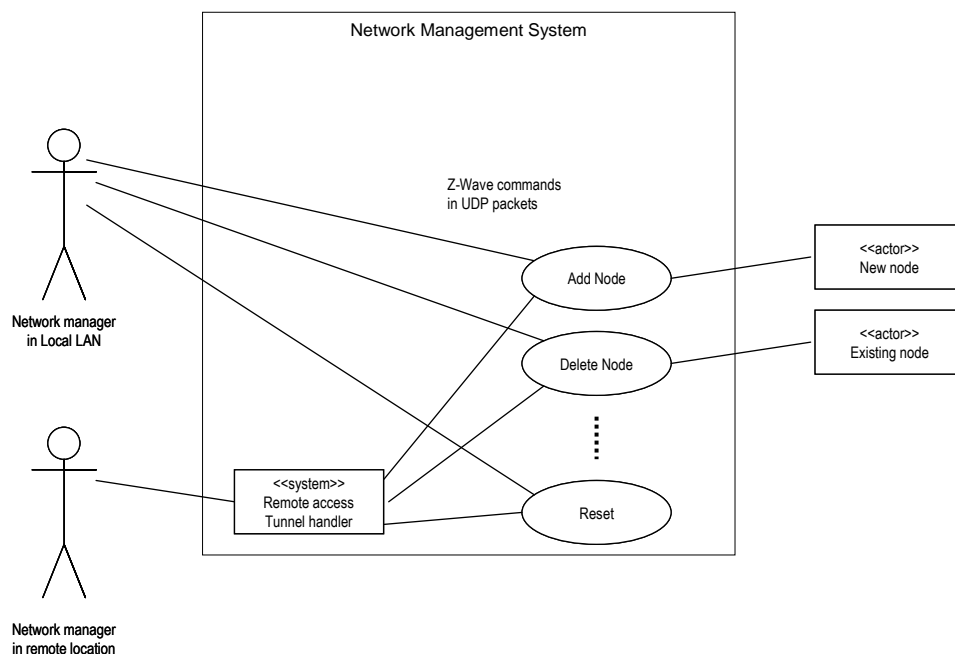 Network Management System
Z-Wave commands
in UDP packets
<<actor>>
New node
Add Node
Network manager
in Local LAN
<<actor>>
Existing node
Delete Node
<<system>>
Remote access
Tunnel handler
Reset
Network manager
in remote location